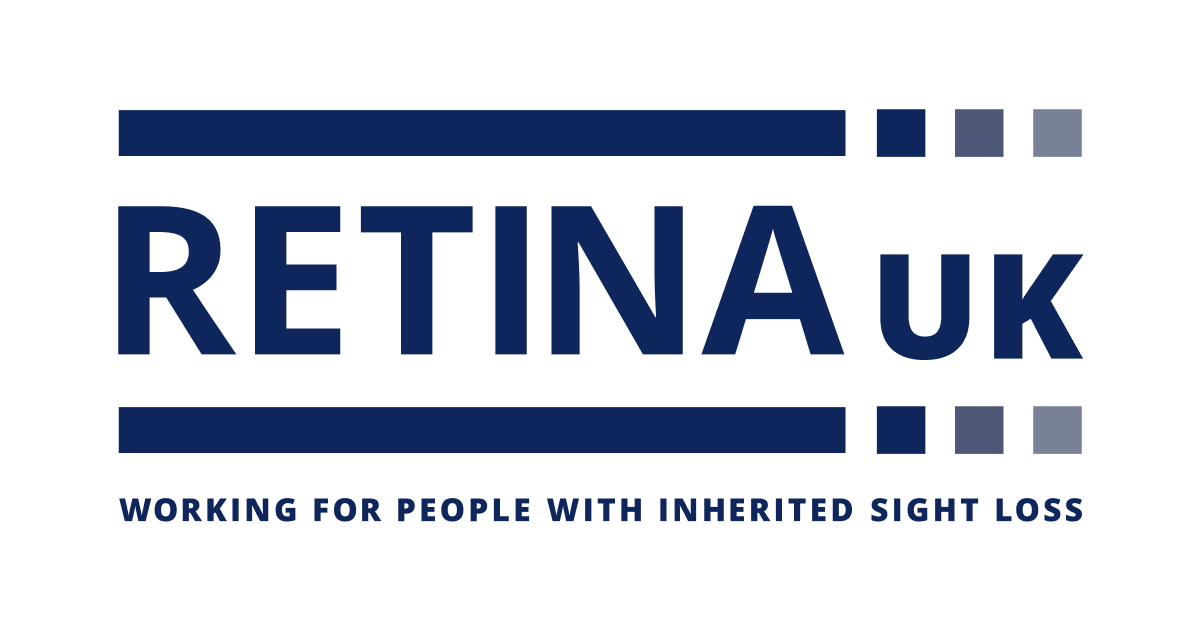 RETINA UK
WORKING FOR PEOPLE WITH INHERITED SIGHT LOSS